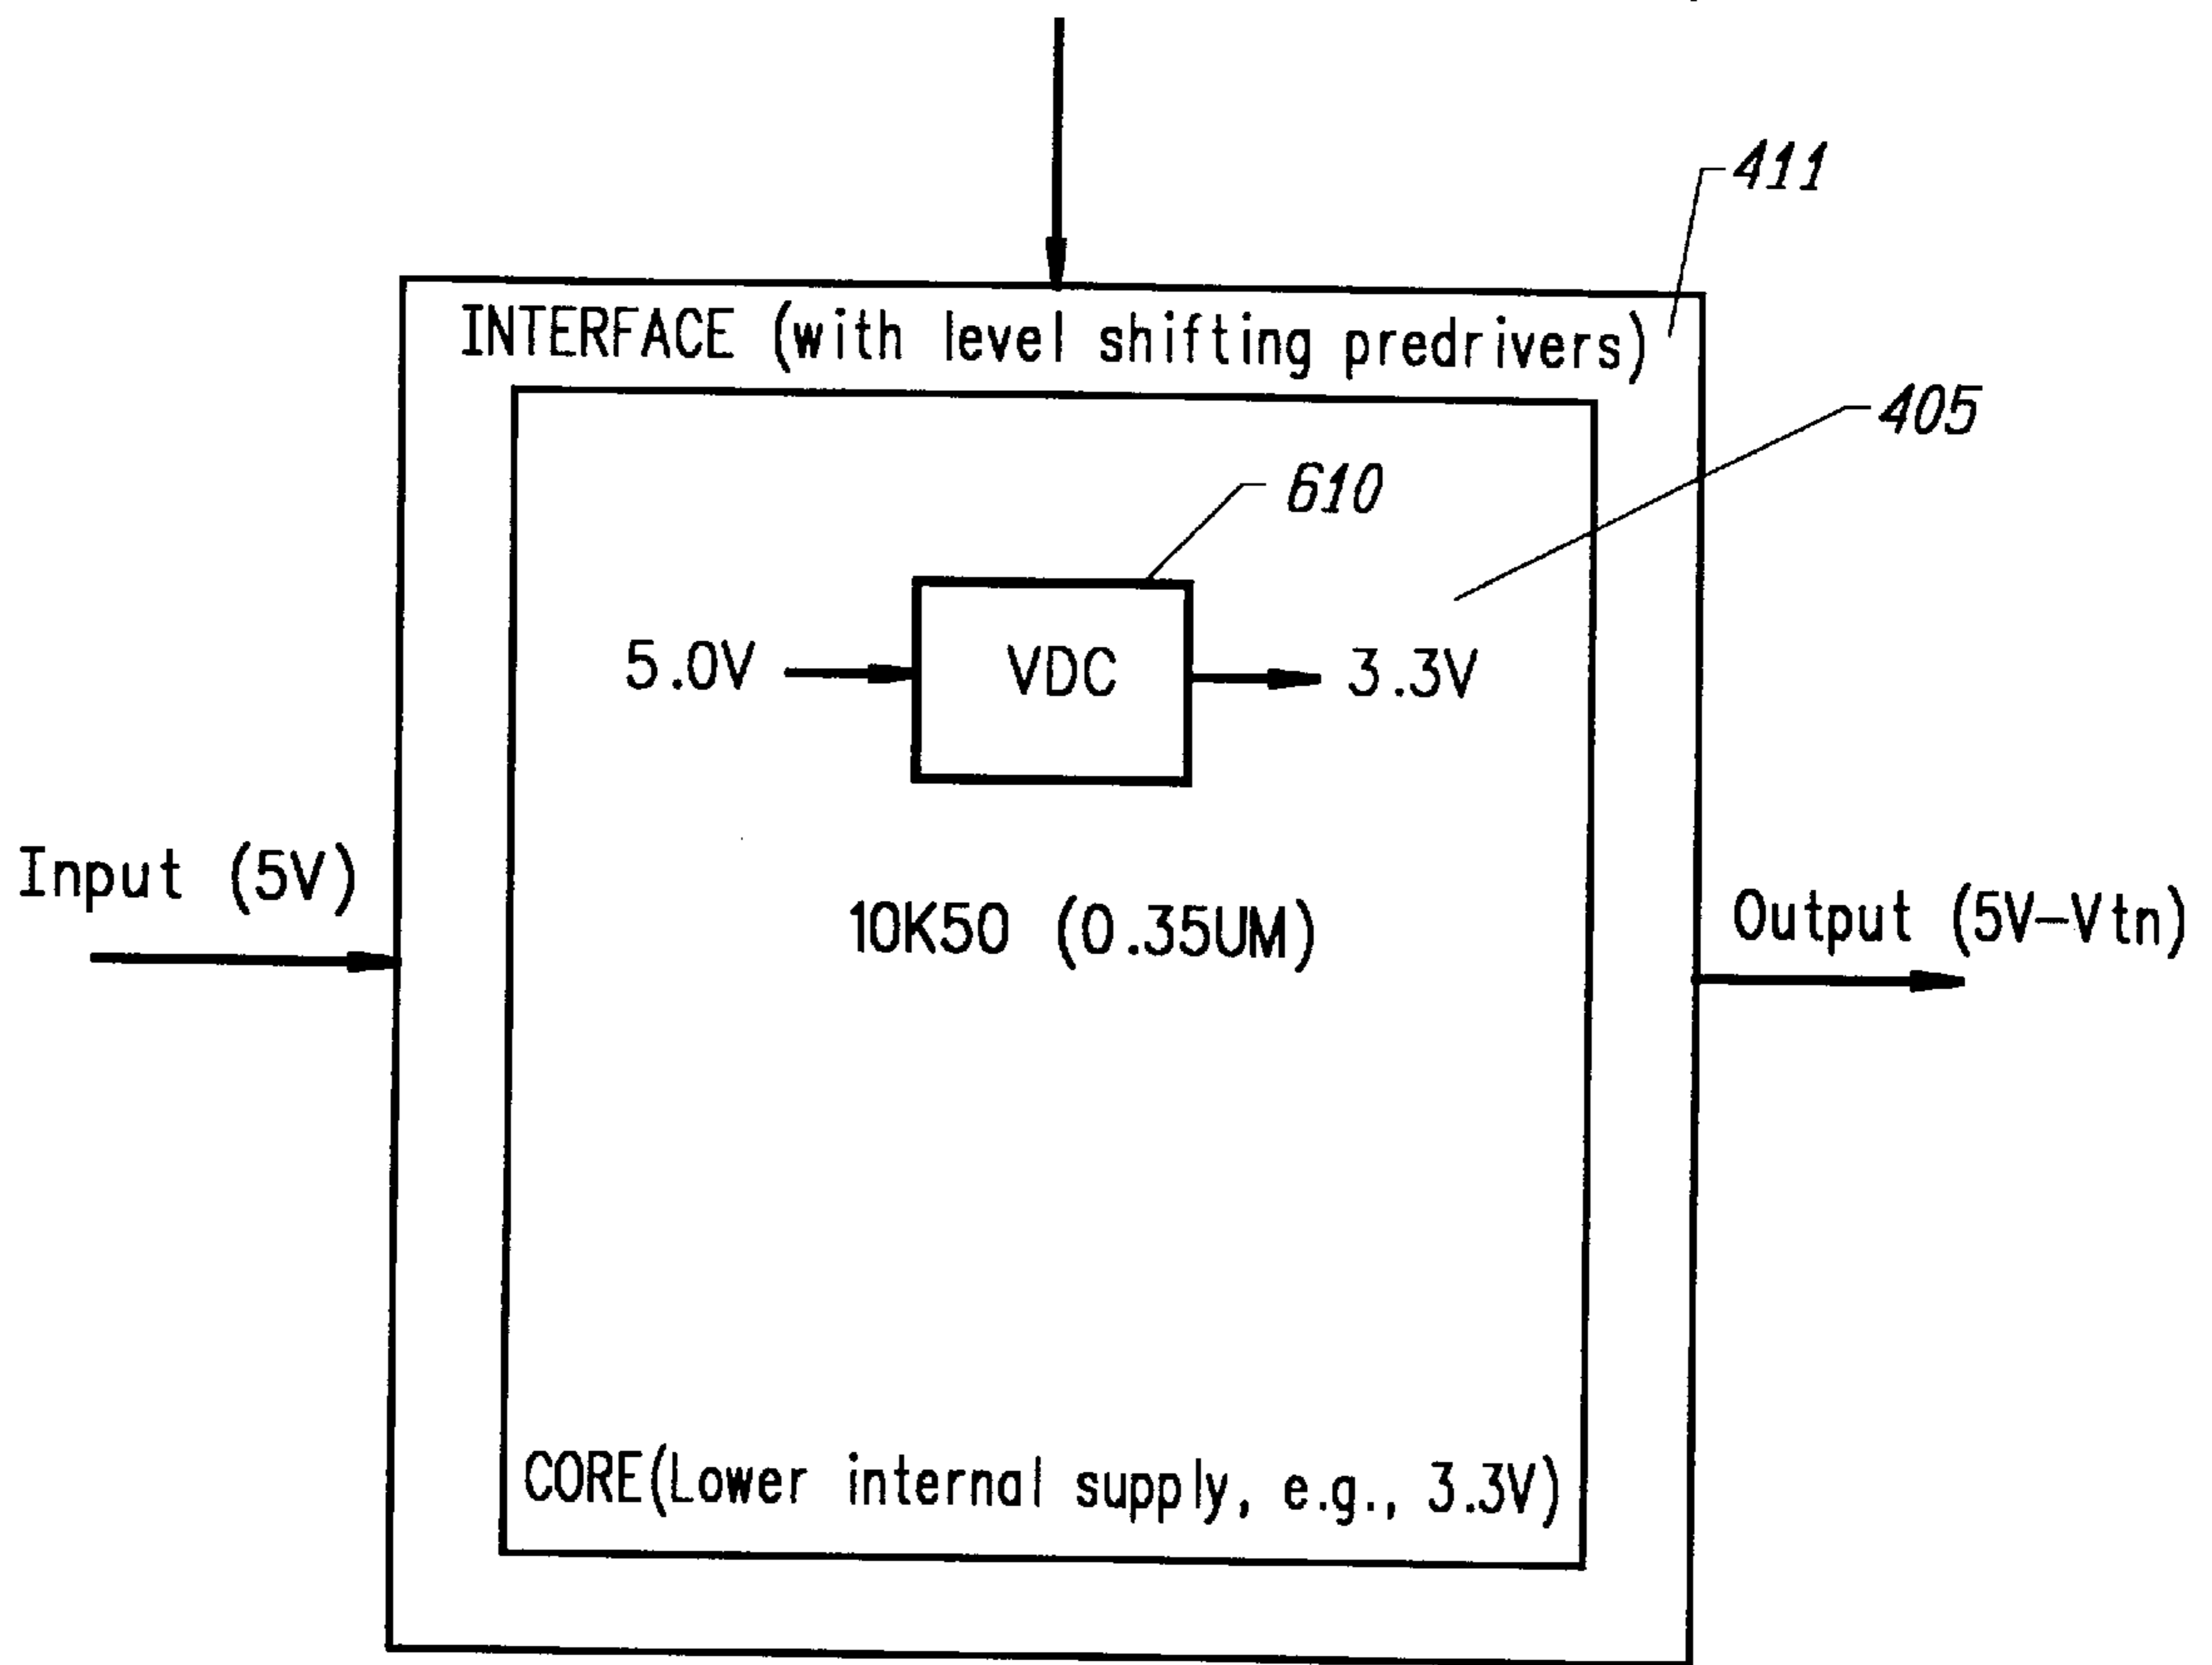 411
INTERFACE (with level shifting predrivers)
405
610
5.0V
VDC
3.3V
Input (5V)
10K50 (0.35UM)
Output (5V-Vtn)
CORE(Lower internal supply, e.g., 3.3V)